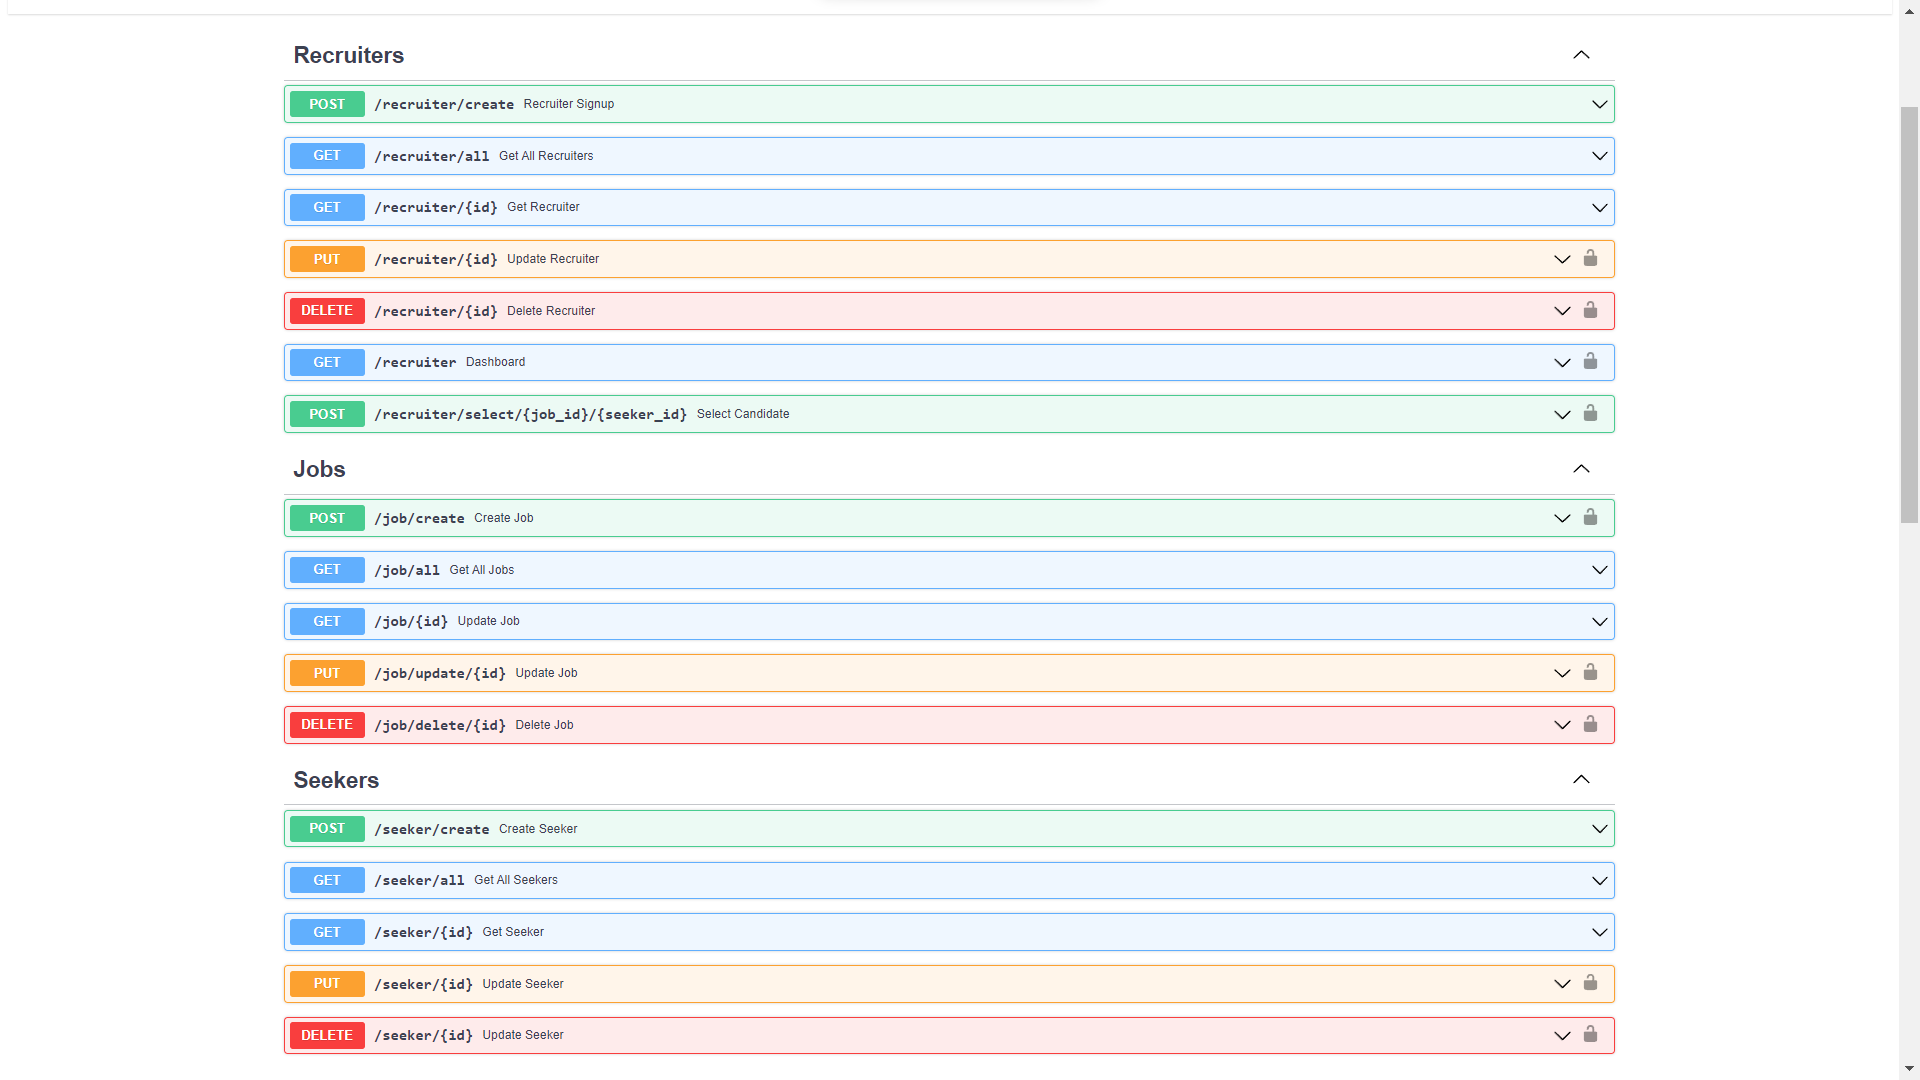 Recruiters
POST /recruiter/create Recruiter Signup
GET /recruiter/all Get All Recruiters
GET /recruiter/{id} Get Recruiter
PUT /recruiter/{id} Update Recruiter
DELETE /recruiter/{id} Delete Recruiter
GET /recruiter Dashboard
POST /recruiter/select/{job_id}/{seeker_id} Select Candidate
Jobs
POST /job/create Create Job
GET /job/all Get All Jobs
GET /job/{id} Update Job
PUT /job/update/{id} Update Job
DELETE /job/delete/{id} Delete Job
Seekers
POST /seeker/create Create Seeker
GET /seeker/all Get All Seekers
GET /seeker/{id} Get Seeker
PUT /seeker/{id} Update Seeker
DELETE /seeker/{id} Update Seeker